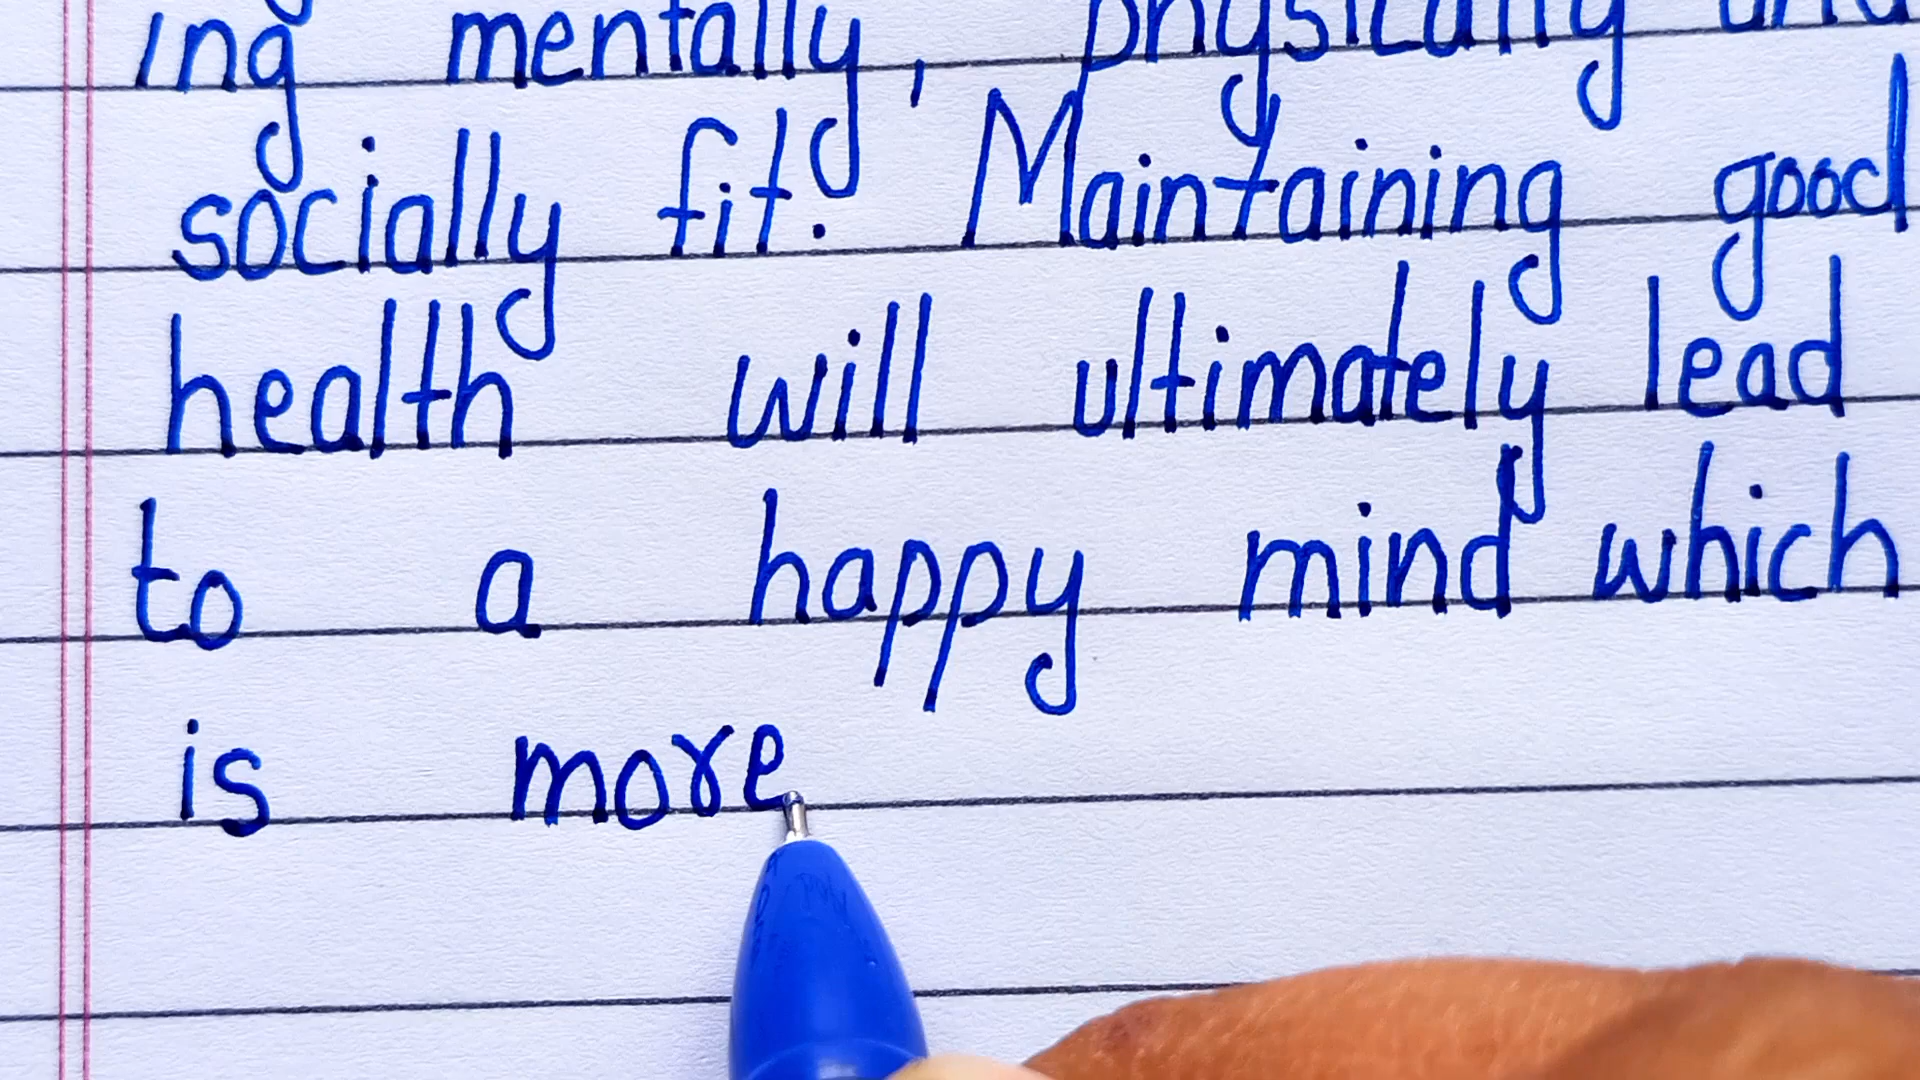 ing mentally, physically and
socially fit. Maintaining good
health will ultimately lead
to a happy mind which
is more